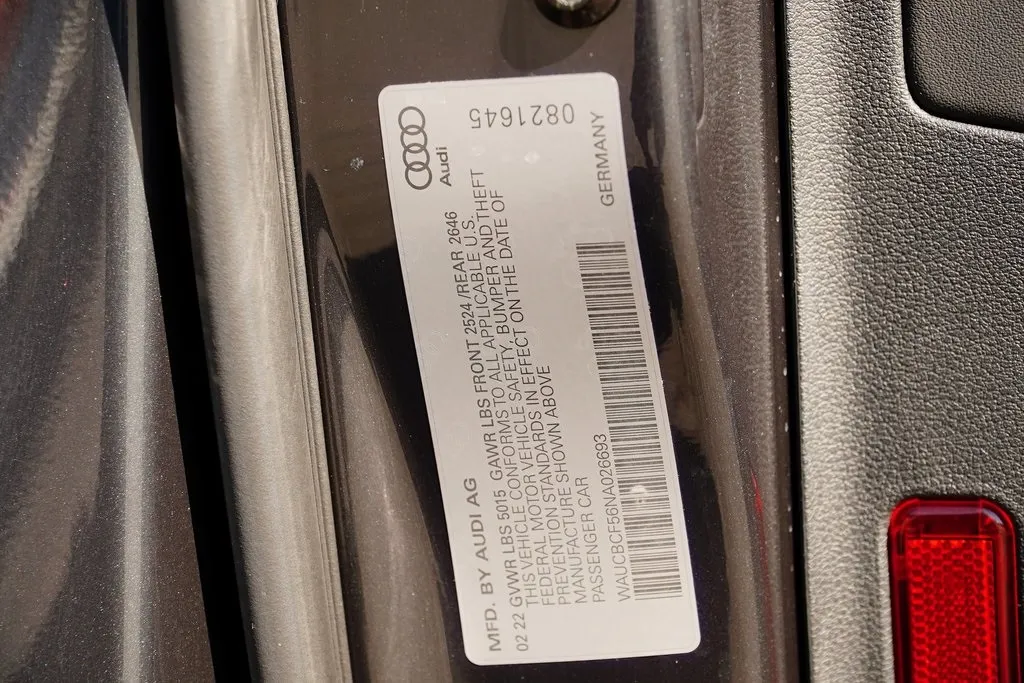 Audi
0821645
MFD. BY AUDI AG
02 22 GVWR LBS 5015 GAWR LBS FRONT 2524/REAR 2646
THIS VEHICLE CONFORMS TO ALL APPLICABLE U.S.
FEDERAL MOTOR VEHICLE SAFETY, BUMPER AND THEFT
PREVENTION STANDARDS IN EFFECT ON THE DATE OF
MANUFACTURE SHOWN ABOVE
PASSENGER CAR
GERMANY
WAUCBCF56NA026693